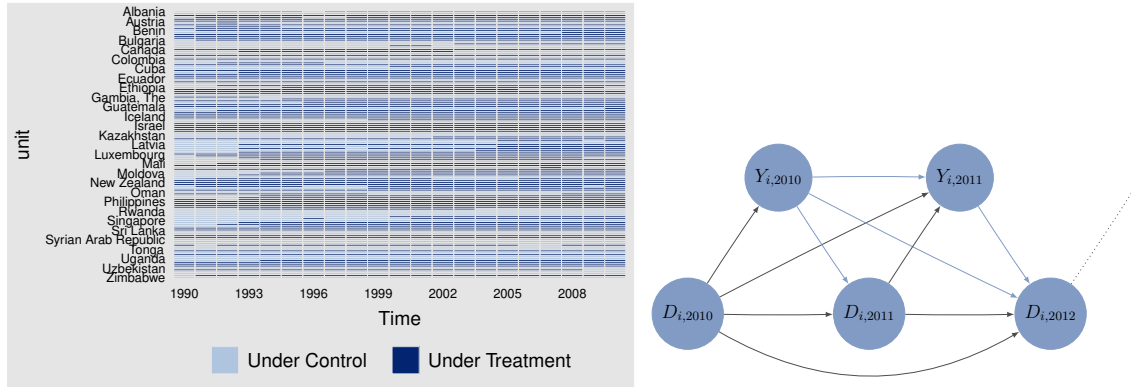 Albania
Austria
Benin
Bulgaria
Canada
Colombia
Cuba
Ecuador
Ethiopia
Gambia, The
Guatemala
Iceland
Israel
Kazakhstan
Latvia
Luxembourg
Mali
Moldova
New Zealand
Oman
Philippines
Rwanda
Singapore
Sri Lanka
Syrian Arab Republic
Tonga
Uganda
Uzbekistan
Zimbabwe
unit
1990 1993 1996 1999 2002 2005 2008
Time
Under Control Under Treatment
Y_{i,2010} Y_{i,2011}
D_{i,2010} D_{i,2011} D_{i,2012}